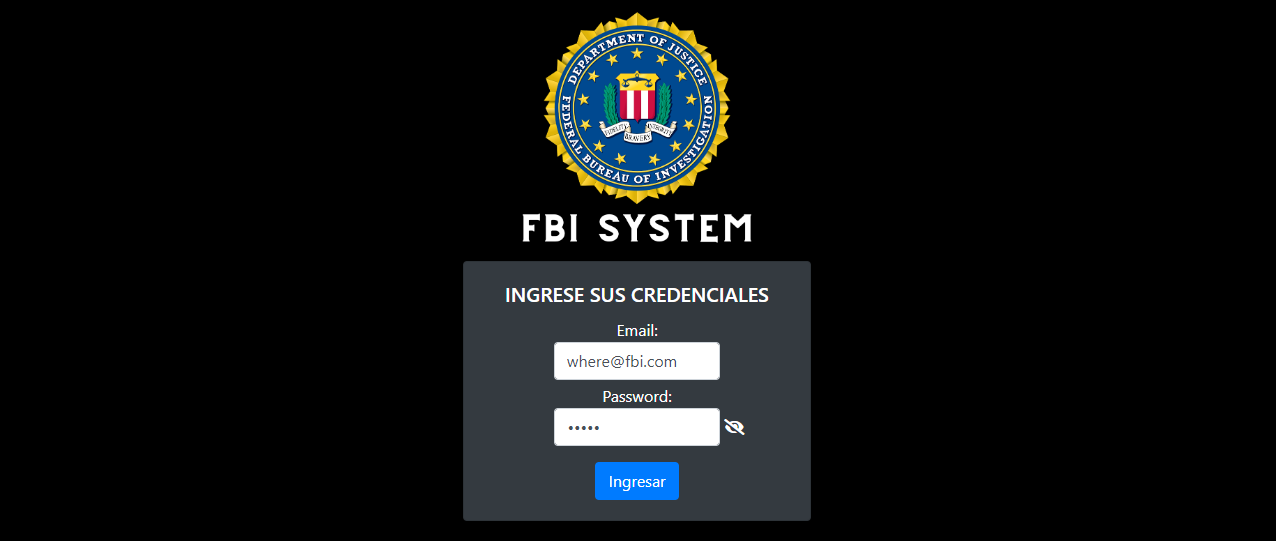 DEPARTMENT OF JUSTICE
FIDELITY
BRAVERY
INTEGRITY
FEDERAL BUREAU OF INVESTIGATION
FBI SYSTEM
INGRESE SUS CREDENCIALES
Email:
where@fbi.com
Password:
•••••
Ingresar